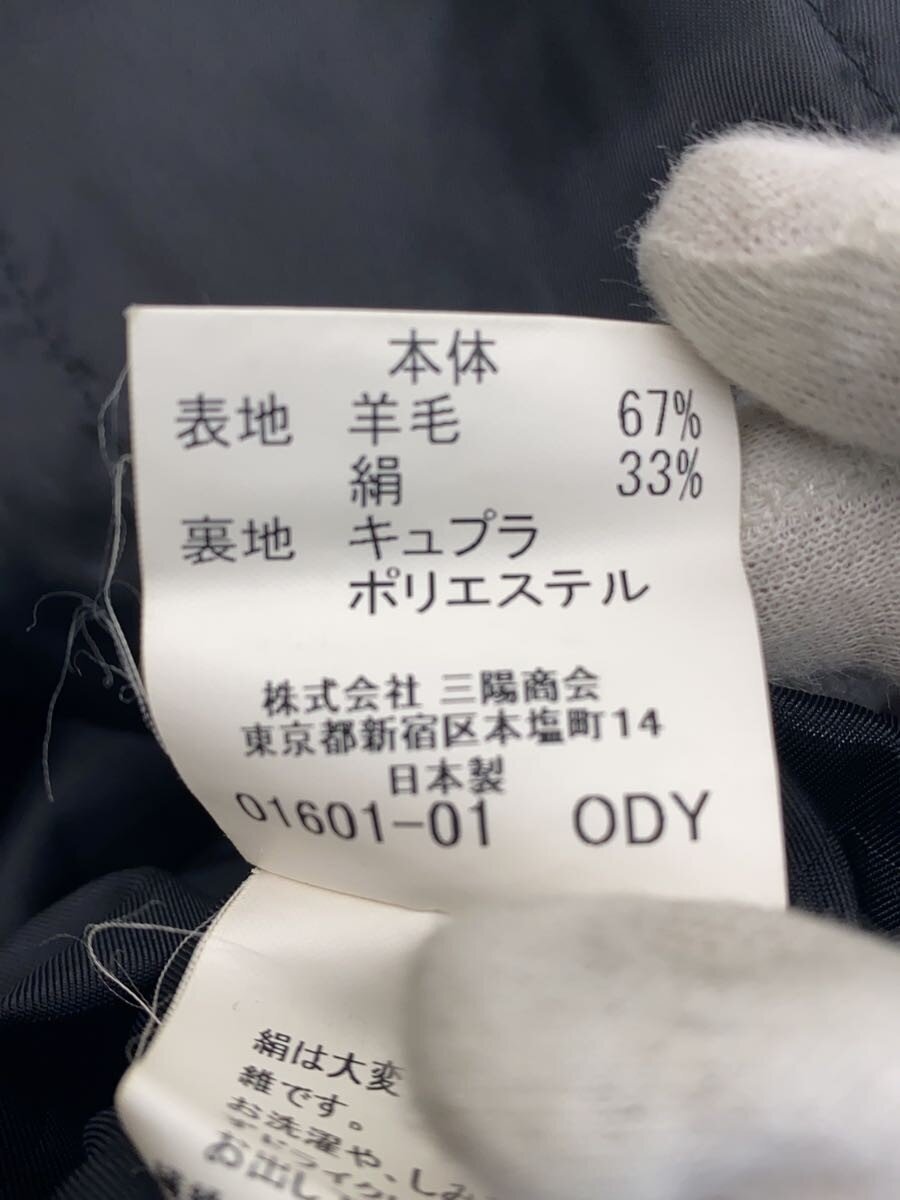 本体
表地 羊毛 67%
絹 33%
裏地 キュプラ
ポリエステル
株式会社 三陽商会
東京都新宿区本塩町14
日本製
01601-01 ODY
絹は大変
維です。
お洗濯や、しみ
お出し